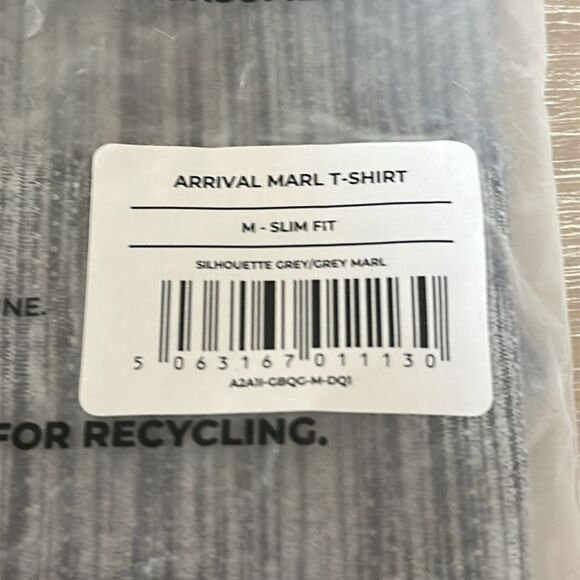 ARRIVAL MARL T-SHIRT
M - SLIM FIT
SILHOUETTE GREY/GREY MARL
5 063167 011130
A2A1I-GBQG-M-DQ1
NE.
FOR RECYCLING.